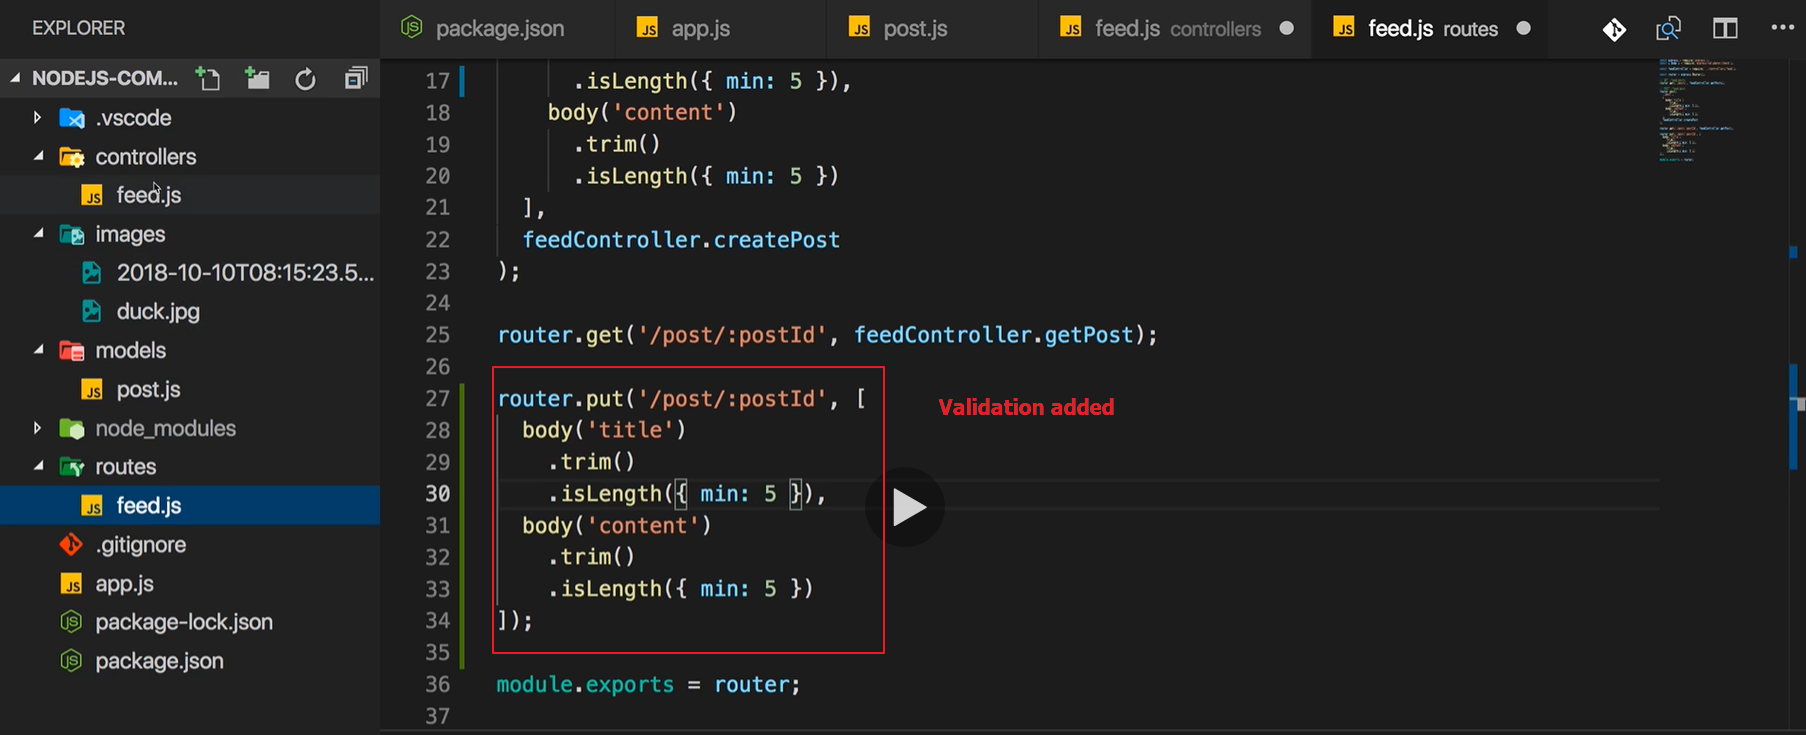 EXPLORER
package.json
app.js
post.js
feed.js controllers
feed.js routes
NODEJS-COM...
.vscode
controllers
feed.js
images
2018-10-10T08:15:23.5...
duck.jpg
models
post.js
node_modules
routes
feed.js
.gitignore
app.js
package-lock.json
package.json
17 .isLength({ min: 5 }),
18 body('content')
19 .trim()
20 .isLength({ min: 5 })
21 ],
22 feedController.createPost
23 );
24
25 router.get('/post/:postId', feedController.getPost);
26
27 router.put('/post/:postId', [
28 body('title')
29 .trim()
30 .isLength({ min: 5 }),
31 body('content')
32 .trim()
33 .isLength({ min: 5 })
34 ]);
35
36 module.exports = router;
37
Validation added